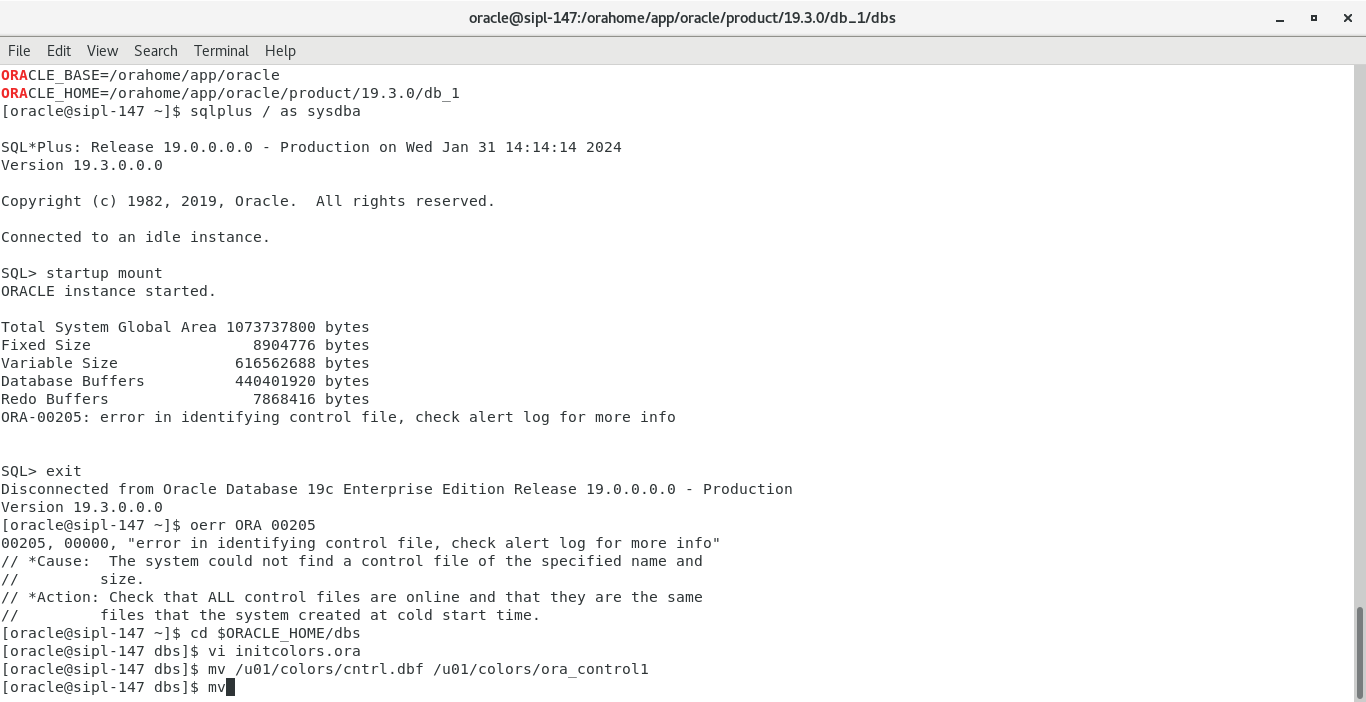 oracle@sipl-147:/orahome/app/oracle/product/19.3.0/db_1/dbs
File Edit View Search Terminal Help
ORACLE_BASE=/orahome/app/oracle
ORACLE_HOME=/orahome/app/oracle/product/19.3.0/db_1
[oracle@sipl-147 ~]$ sqlplus / as sysdba
SQL*Plus: Release 19.0.0.0.0 - Production on Wed Jan 31 14:14:14 2024
Version 19.3.0.0.0
Copyright (c) 1982, 2019, Oracle.  All rights reserved.
Connected to an idle instance.
SQL> startup mount
ORACLE instance started.
Total System Global Area 1073737800 bytes
Fixed Size                  8904776 bytes
Variable Size             616562688 bytes
Database Buffers          440401920 bytes
Redo Buffers                7868416 bytes
ORA-00205: error in identifying control file, check alert log for more info
SQL> exit
Disconnected from Oracle Database 19c Enterprise Edition Release 19.0.0.0.0 - Production
Version 19.3.0.0.0
[oracle@sipl-147 ~]$ oerr ORA 00205
00205, 00000, "error in identifying control file, check alert log for more info"
// *Cause:  The system could not find a control file of the specified name and
//         size.
// *Action: Check that ALL control files are online and that they are the same
//         files that the system created at cold start time.
[oracle@sipl-147 ~]$ cd $ORACLE_HOME/dbs
[oracle@sipl-147 dbs]$ vi initcolors.ora
[oracle@sipl-147 dbs]$ mv /u01/colors/cntrl.dbf /u01/colors/ora_control1
[oracle@sipl-147 dbs]$ mv